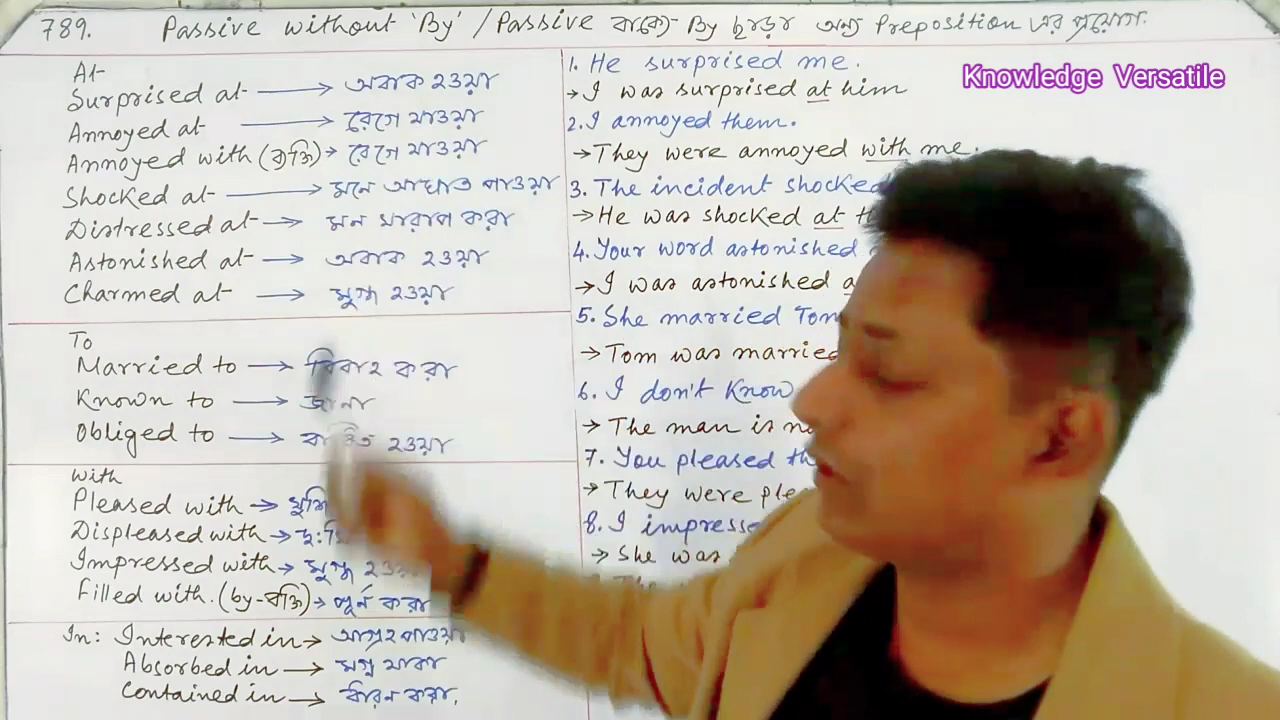 789. Passive without 'By' / Passive বাক্যে By ছাড়া অন্য Preposition এর প্রয়োগ.
Knowledge Versatile
At
Surprised at → অবাক হওয়া
Annoyed at → রেগে যাওয়া
Annoyed with (ব্যক্তি) → রেগে যাওয়া
Shocked at → মনে আঘাত পাওয়া
Distressed at → মন খারাপ করা
Astonished at → অবাক হওয়া
Charmed at → মুগ্ধ হওয়া
To
Married to → বিবাহ করা
Known to → জানা
Obliged to → হওয়া
With
Pleased with →
Displeased with →
Impressed with → মুগ্ধ
Filled with. (by-ব্যক্তি) → পূর্ন করা
In: Interested in → আগ্রহ পাওয়া
Absorbed in → মগ্ন থাকা
Contained in → ধারন করা,
1. He surprised me.
→ I was surprised at him
2. I annoyed them.
→ They were annoyed with me.
3. The incident shocked
→ He was shocked at
4. Your word astonished
→ I was astonished
5. She married Tom
→ Tom was married
6. I don't know
→ The man is
7. You pleased
→ They were
8. I
→ She was